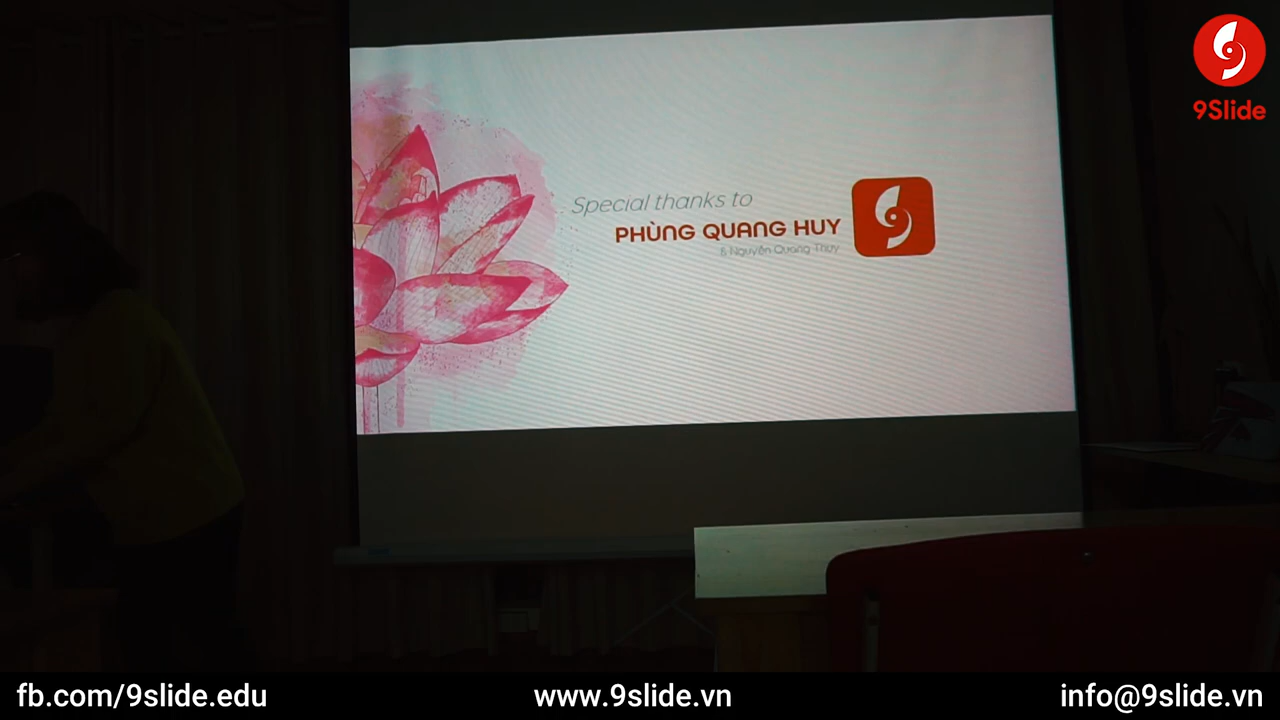 9Slide
Special thanks to
PHÙNG QUANG HUY
& Nguyễn Quang Thụy
fb.com/9slide.edu
www.9slide.vn
info@9slide.vn